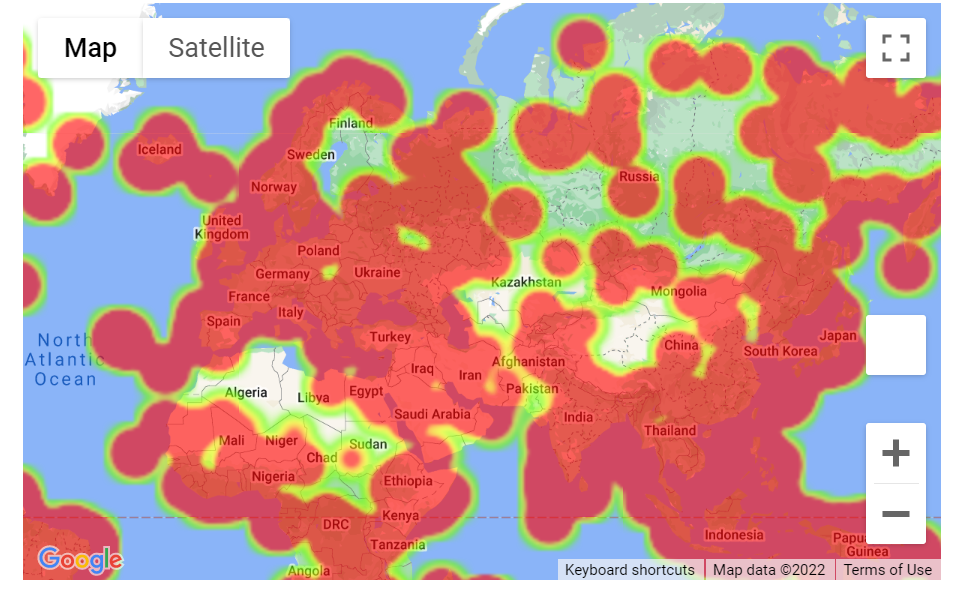 Map
Satellite
Finland
Iceland
Sweden
Norway
Russia
United
Kingdom
Poland
Germany
Ukraine
Kazakhstan
Mongolia
France
Italy
Spain
North
Atlantic
Ocean
Turkey
Japan
South Korea
China
Iraq
Iran
Afghanistan
Pakistan
Algeria
Libya
Egypt
Saudi Arabia
India
Thailand
Mali
Niger
Chad
Sudan
Nigeria
Ethiopia
DRC
Kenya
Tanzania
Indonesia
Papua
Guinea
Angola
Google
Keyboard shortcuts
Map data ©2022
Terms of Use